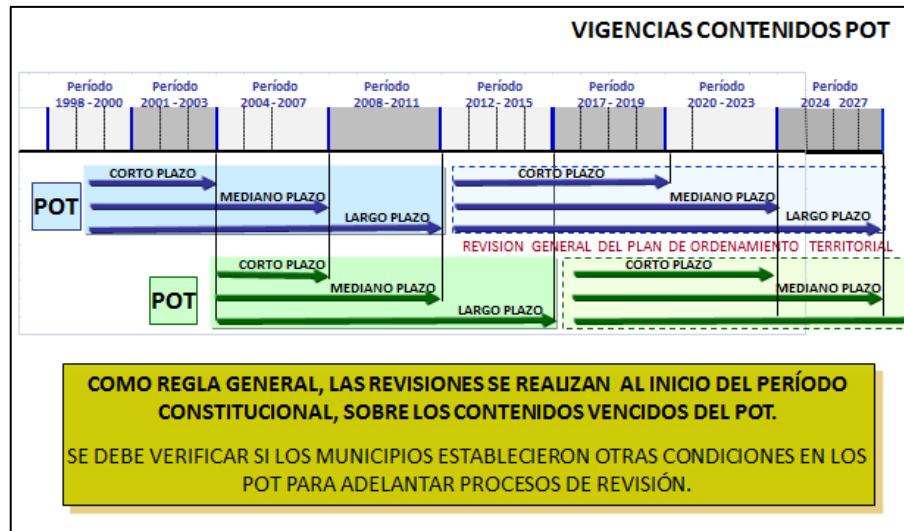 VIGENCIAS CONTENIDOS POT
Período Período Período Período Período Período Período Período
1998-2000 2001-2003 2004-2007 2008-2011 2012-2015 2017-2019 2020-2023 2024 2027
CORTO PLAZO CORTO PLAZO
POT MEDIANO PLAZO MEDIANO PLAZO
LARGO PLAZO LARGO PLAZO
REVISION GENERAL DEL PLAN DE ORDENAMIENTO TERRITORIAL
CORTO PLAZO CORTO PLAZO
POT MEDIANO PLAZO MEDIANO PLAZO
LARGO PLAZO
COMO REGLA GENERAL, LAS REVISIONES SE REALIZAN AL INICIO DEL PERÍODO
CONSTITUCIONAL, SOBRE LOS CONTENIDOS VENCIDOS DEL POT.
SE DEBE VERIFICAR SI LOS MUNICIPIOS ESTABLECIERON OTRAS CONDICIONES EN LOS
POT PARA ADELANTAR PROCESOS DE REVISIÓN.